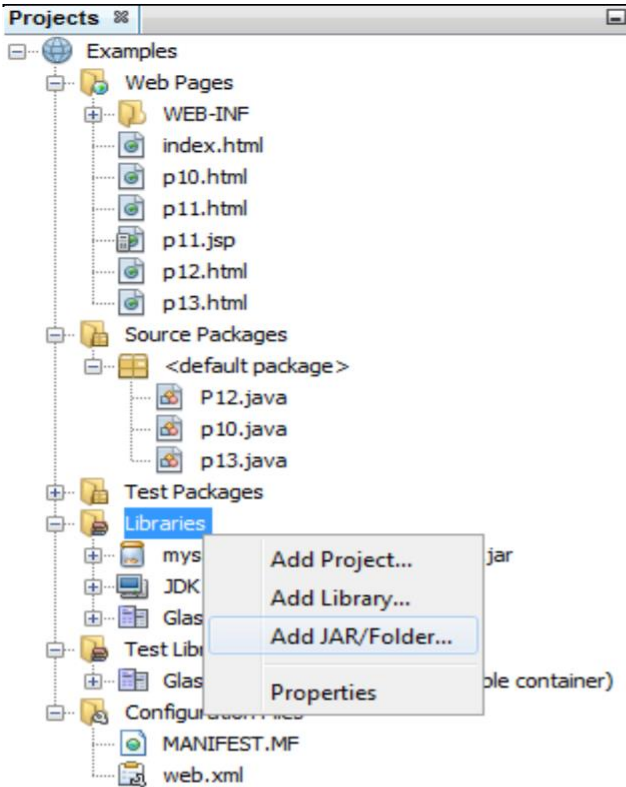 Projects
Examples
Web Pages
WEB-INF
index.html
p10.html
p11.html
p11.jsp
p12.html
p13.html
Source Packages
<default package>
P12.java
p10.java
p13.java
Test Packages
Libraries
mys jar
JDK
Glas
Test Lib
Glas ble container)
Add Project...
Add Library...
Add JAR/Folder...
Properties
MANIFEST.MF
web.xml